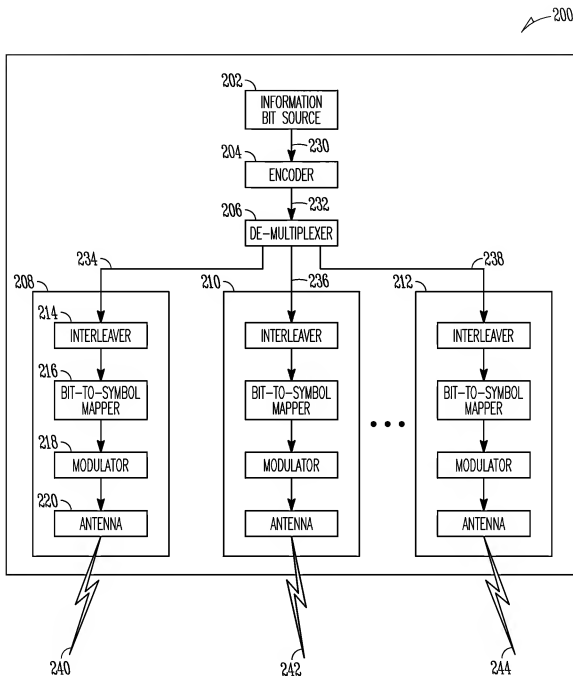 200
202
INFORMATION
BIT SOURCE
230
204
ENCODER
232
206
DE-MULTIPLEXER
234
236
238
208
210
212
214
INTERLEAVER
INTERLEAVER
INTERLEAVER
216
BIT-TO-SYMBOL
MAPPER
BIT-TO-SYMBOL
MAPPER
BIT-TO-SYMBOL
MAPPER
218
MODULATOR
MODULATOR
MODULATOR
220
ANTENNA
ANTENNA
ANTENNA
240
242
244